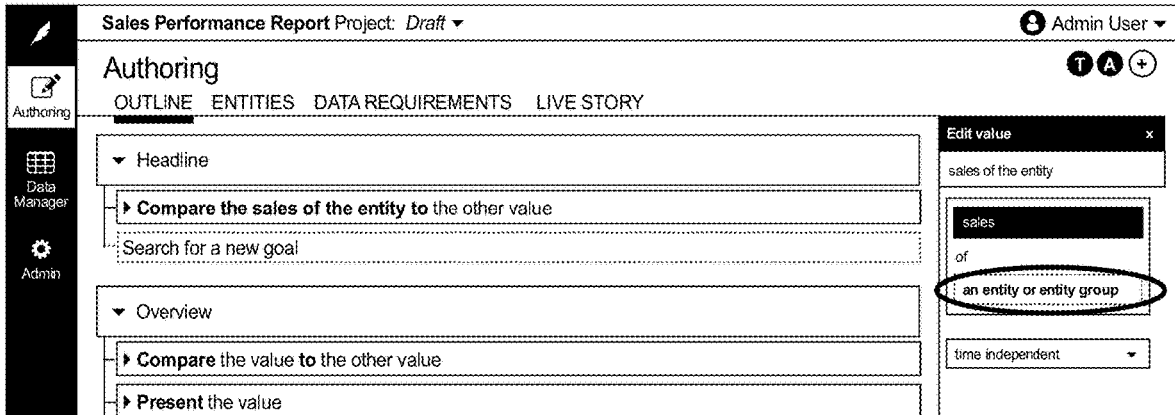 Sales Performance Report Project: Draft
Admin User
Authoring
T A +
OUTLINE ENTITIES DATA REQUIREMENTS LIVE STORY
Authoring
Data
Manager
Admin
Headline
Compare the sales of the entity to the other value
Search for a new goal
Overview
Compare the value to the other value
Present the value
Edit value x
sales of the entity
sales
of
an entity or entity group
time independent